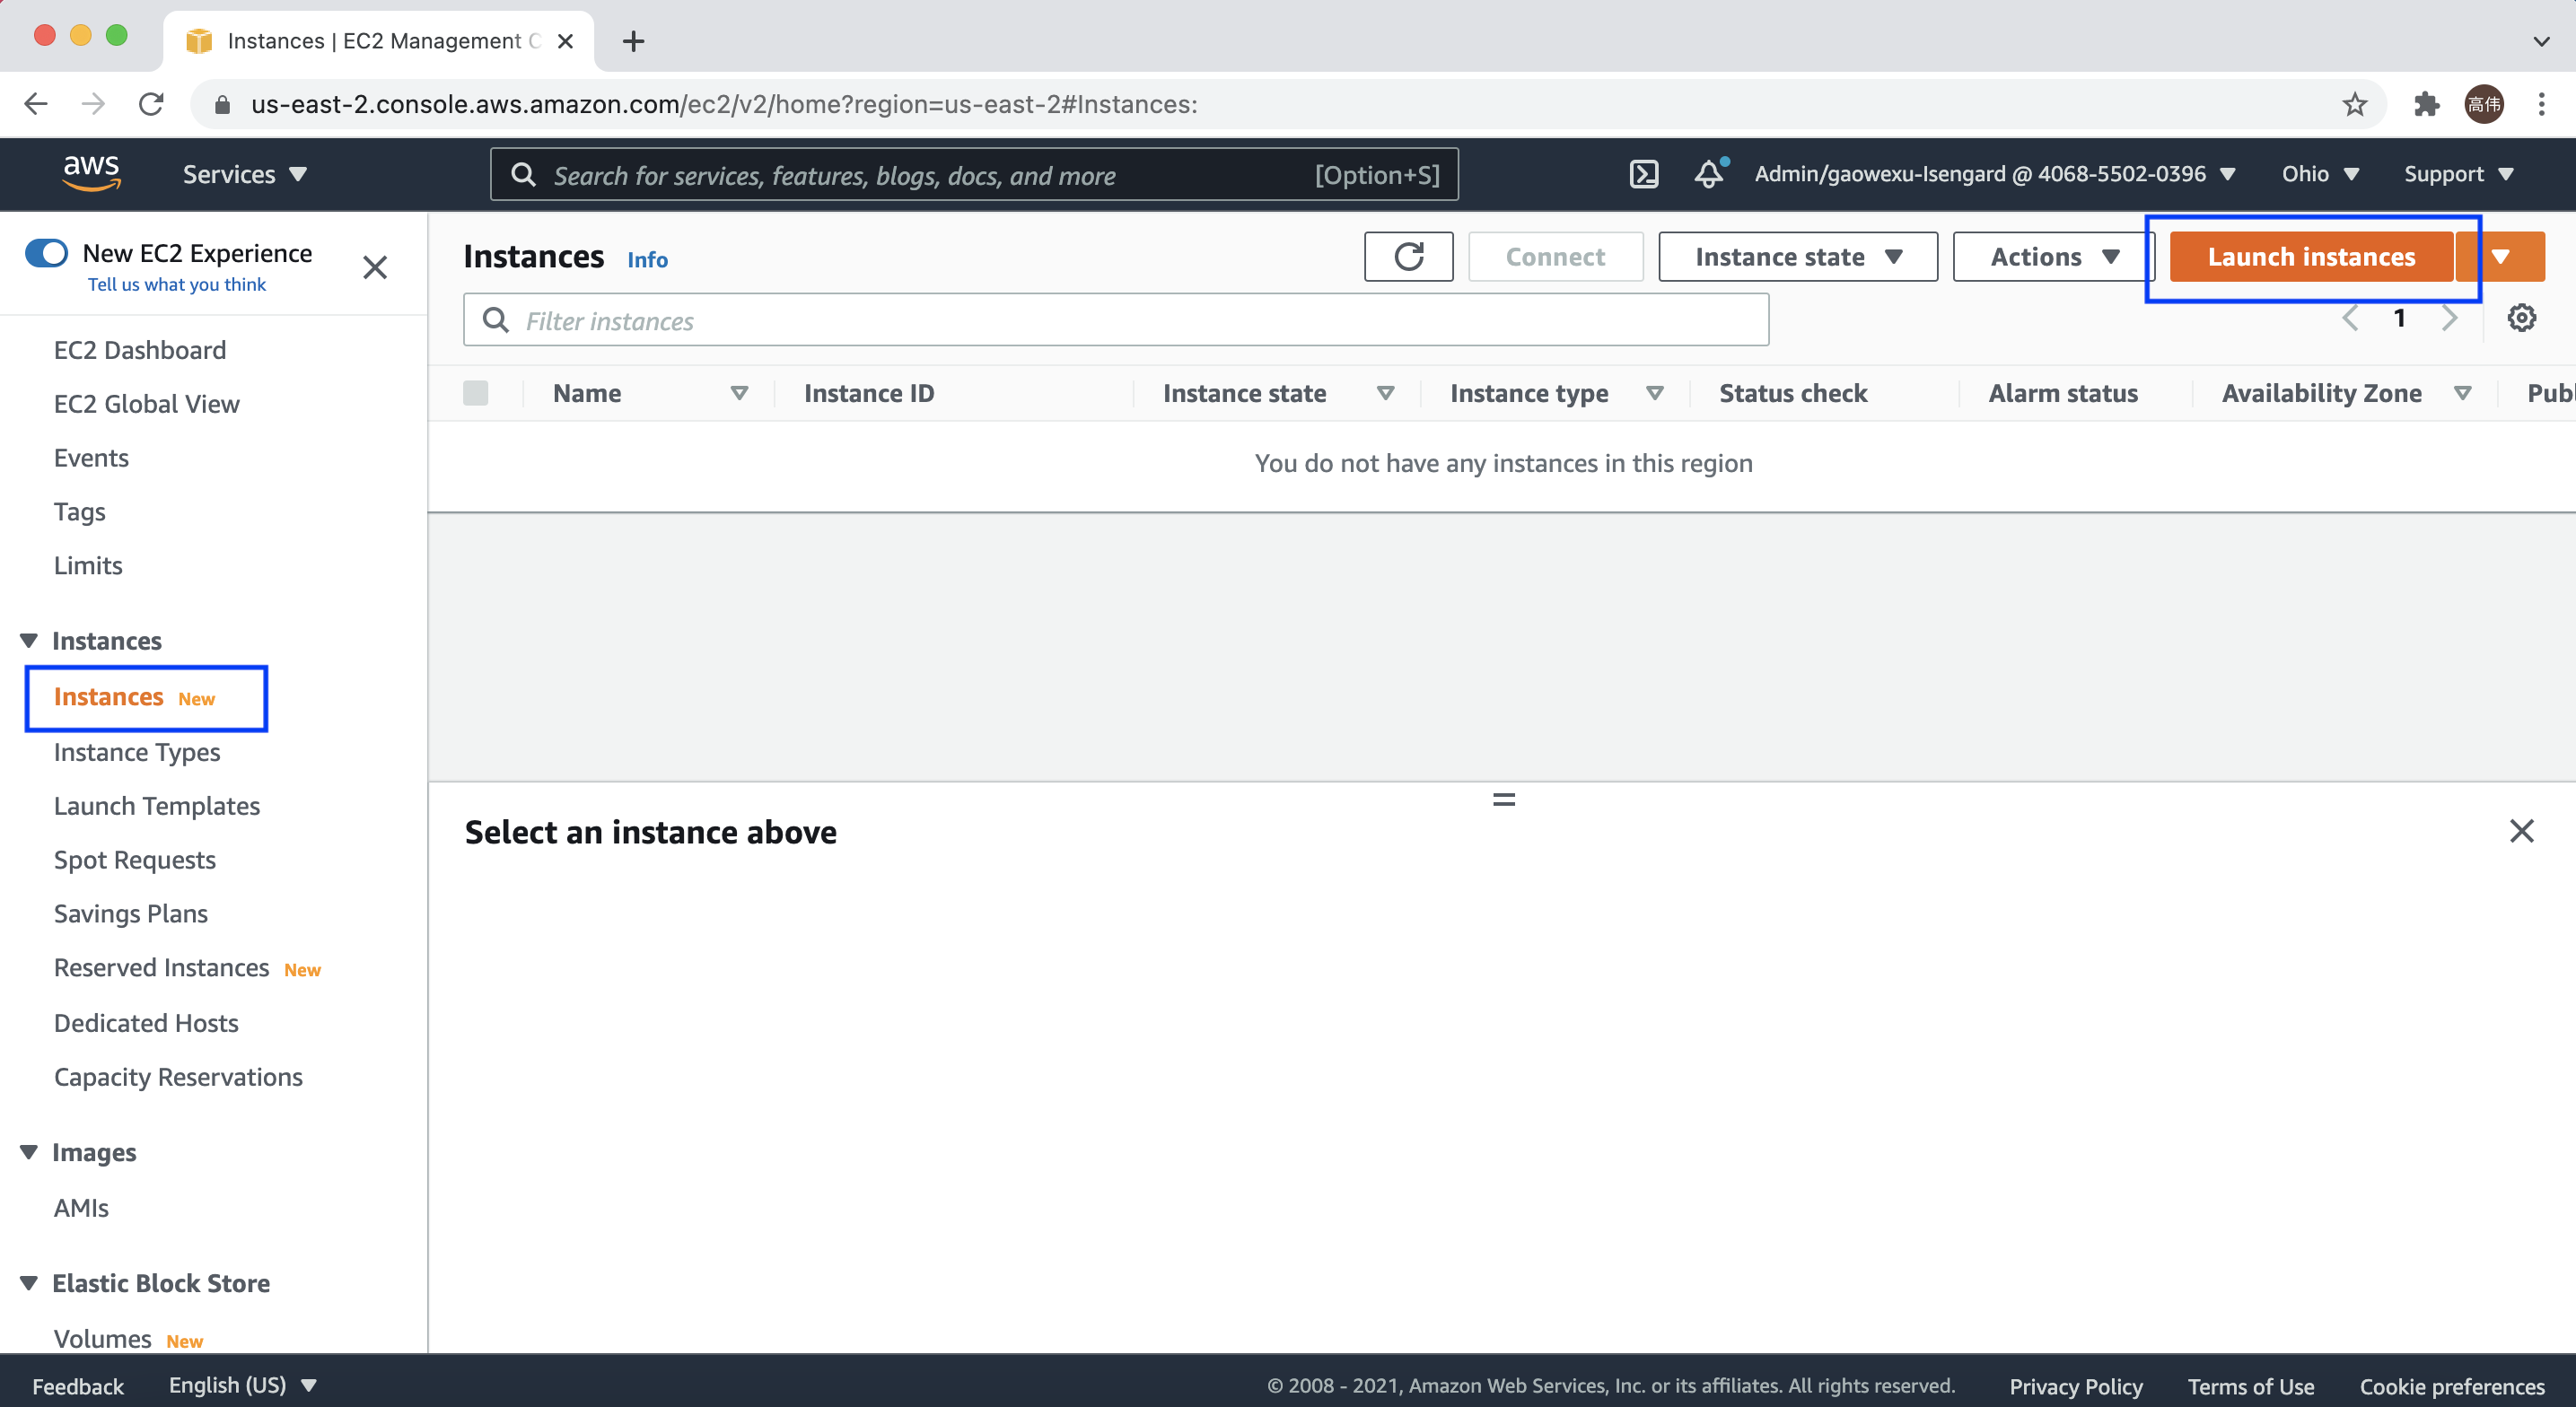 Instances | EC2 Management C
us-east-2.console.aws.amazon.com/ec2/v2/home?region=us-east-2#Instances:
高伟
aws
Services
Search for services, features, blogs, docs, and more
[Option+S]
Admin/gaowexu-Isengard @ 4068-5502-0396
Ohio
Support
New EC2 Experience
Tell us what you think
EC2 Dashboard
EC2 Global View
Events
Tags
Limits
Instances
Instances New
Instance Types
Launch Templates
Spot Requests
Savings Plans
Reserved Instances New
Dedicated Hosts
Capacity Reservations
Images
AMIs
Elastic Block Store
Volumes New
Instances Info
Connect
Instance state
Actions
Launch instances
Filter instances
1
Name
Instance ID
Instance state
Instance type
Status check
Alarm status
Availability Zone
Publ
You do not have any instances in this region
Select an instance above
Feedback
English (US)
© 2008 - 2021, Amazon Web Services, Inc. or its affiliates. All rights reserved.
Privacy Policy
Terms of Use
Cookie preferences